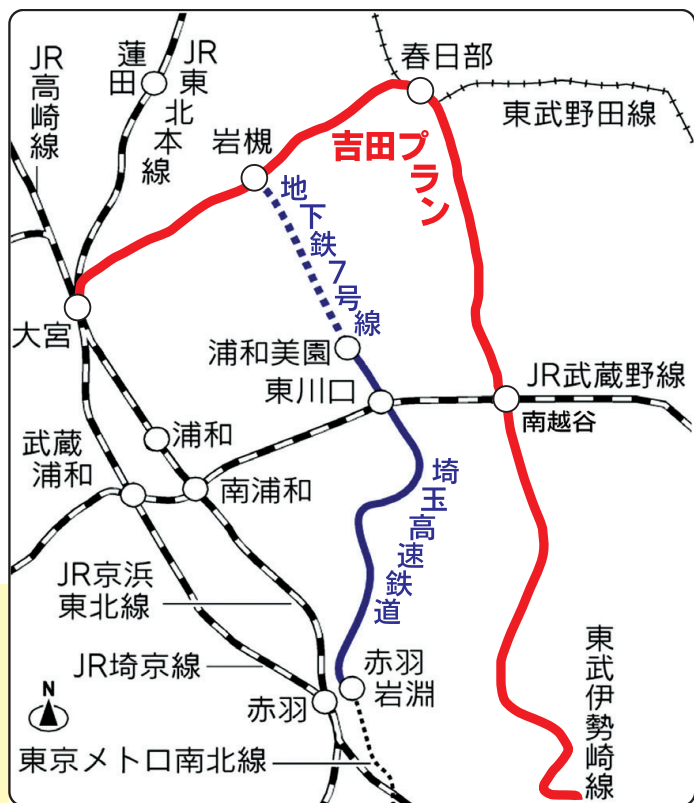 JR高崎線
蓮田
JR東北本線
春日部
東武野田線
岩槻
吉田プラン
地下鉄7号線
大宮
浦和美園
東川口
JR武蔵野線
南越谷
浦和
武蔵
浦和
南浦和
埼玉高速鉄道
JR京浜
東北線
JR埼京線
赤羽
岩淵
東武伊勢崎線
N
赤羽
東京メトロ南北線